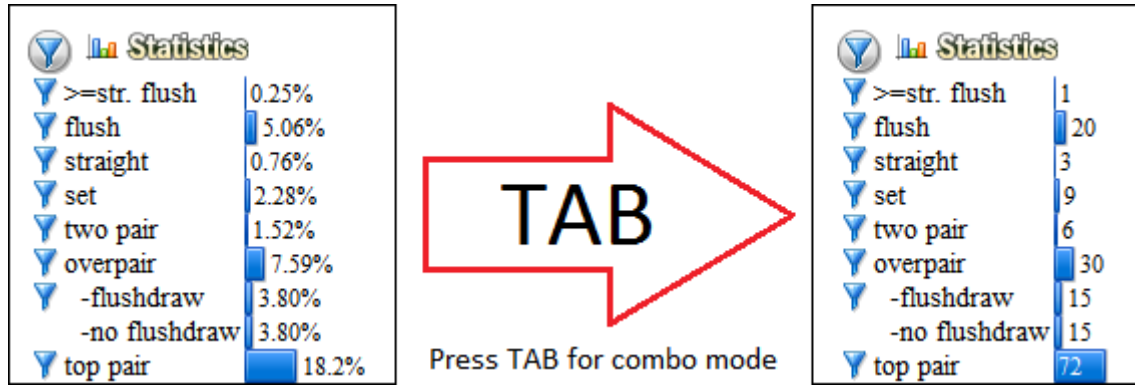 Statistics
>=str. flush 0.25%
flush 5.06%
straight 0.76%
set 2.28%
two pair 1.52%
overpair 7.59%
-flushdraw 3.80%
-no flushdraw 3.80%
top pair 18.2%
TAB
Press TAB for combo mode
Statistics
>=str. flush 1
flush 20
straight 3
set 9
two pair 6
overpair 30
-flushdraw 15
-no flushdraw 15
top pair 72